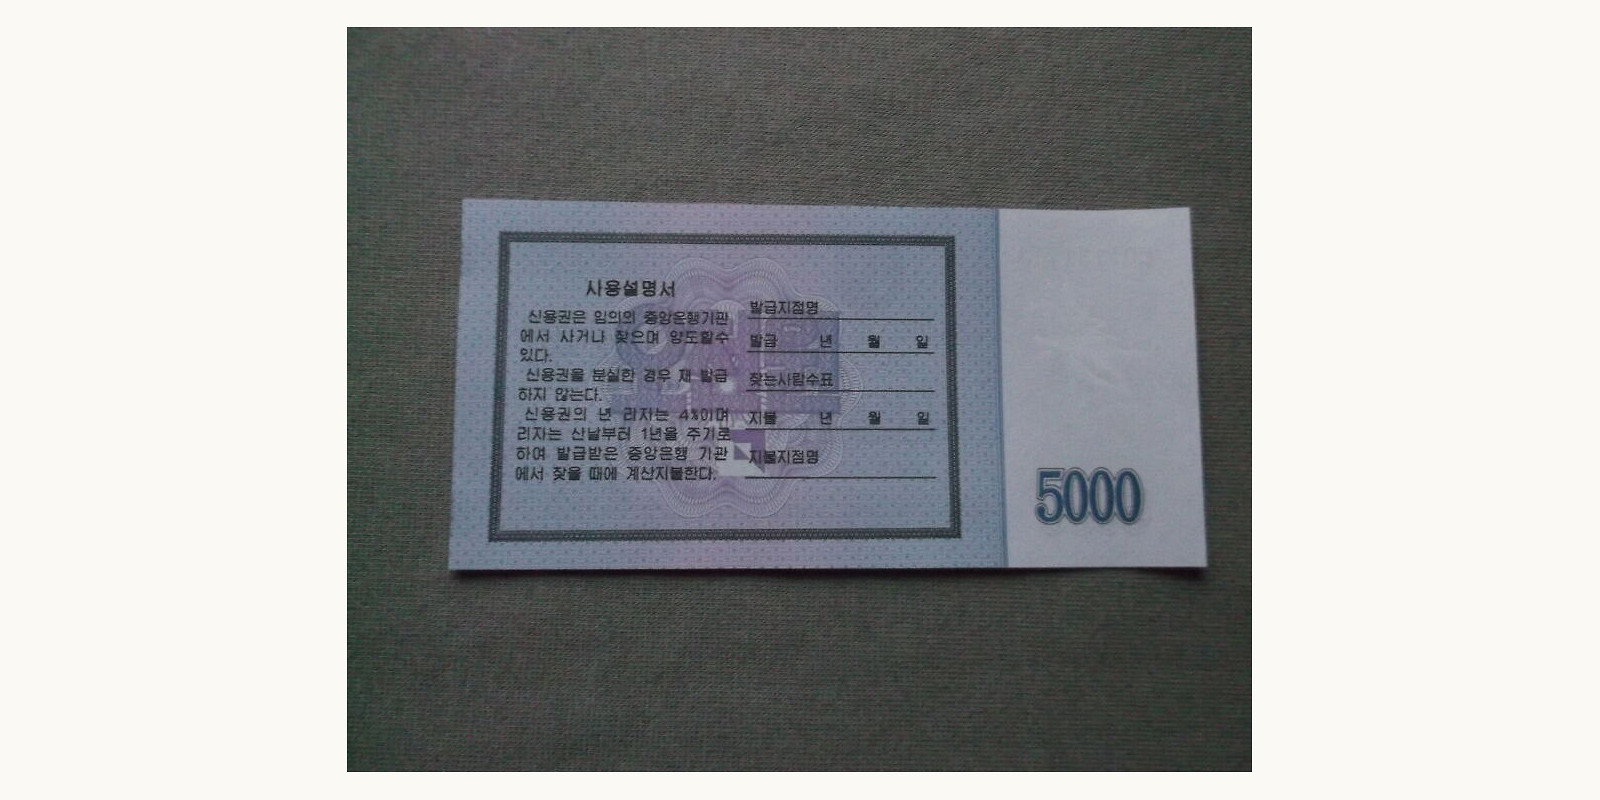 사용설명서
신용권은 임의의 중앙은행기관
에서 사거나 찾으며 양도할수
있다.
신용권을 분실한 경우 재 발급
하지 않는다.
신용권의 년 리자는 4%이며
리자는 산날부터 1년을 주기로
하여 발급받은 중앙은행 기관
에서 찾을 때에 계산지불한다.
발급지점명
발급 년 월 일
찾는사람수표
지불 년 월 일
지불지점명
5000